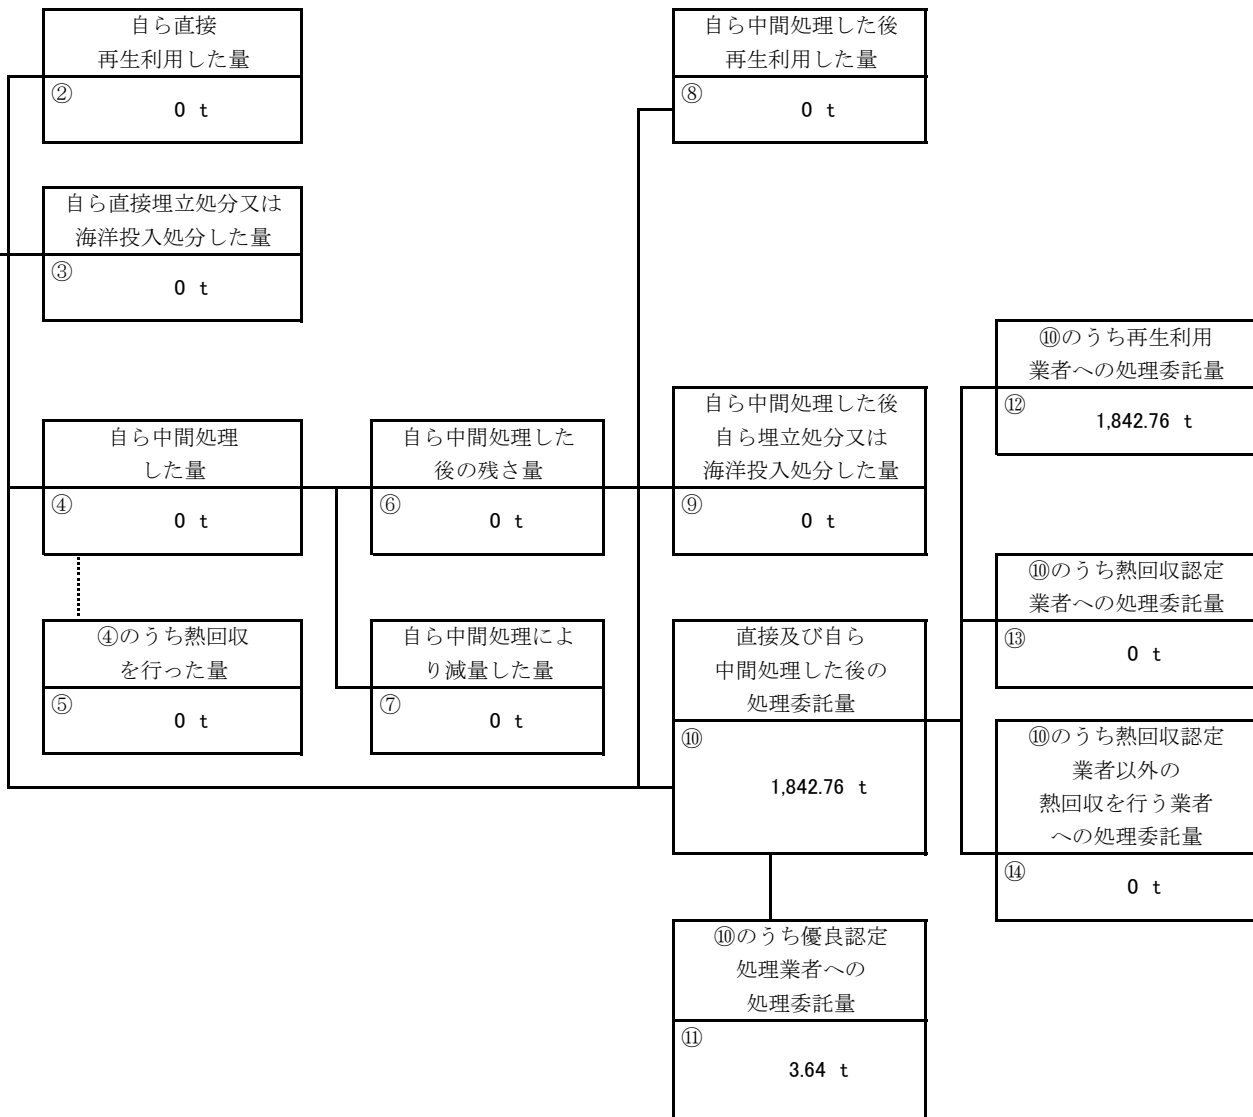 自ら直接
再生利用した量
②
0 t
自ら中間処理した後
再生利用した量
⑧
0 t
自ら直接埋立処分又は
海洋投入処分した量
③
0 t
⑩のうち再生利用
業者への処理委託量
⑫
1,842.76 t
自ら中間処理
した量
④
0 t
自ら中間処理した
後の残さ量
⑥
0 t
自ら中間処理した後
自ら埋立処分又は
海洋投入処分した量
⑨
0 t
⑩のうち熱回収認定
業者への処理委託量
⑬
0 t
④のうち熱回収
を行った量
⑤
0 t
自ら中間処理によ
り減量した量
⑦
0 t
直接及び自ら
中間処理した後の
処理委託量
⑩
1,842.76 t
⑩のうち熱回収認定
業者以外の
熱回収を行う業者
への処理委託量
⑭
0 t
⑩のうち優良認定
処理業者への
処理委託量
⑪
3.64 t